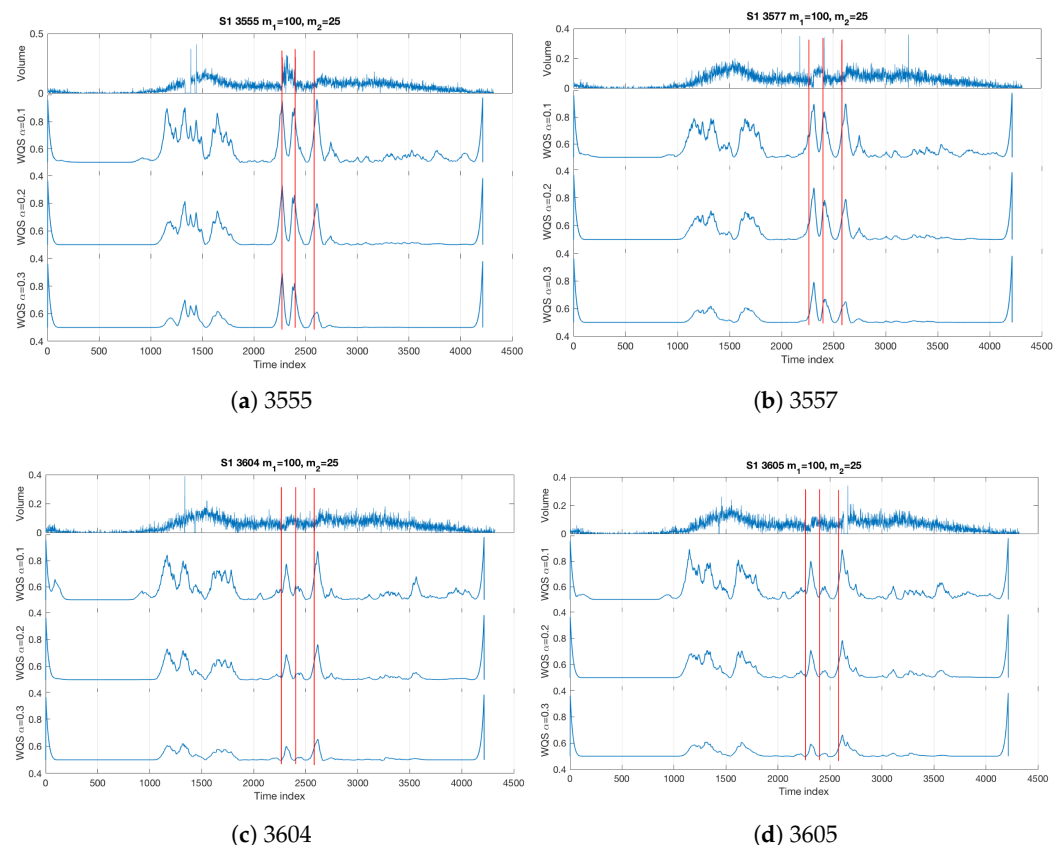 S1 3555 m1=100, m2=25
0.5
Volume
0
0.8
WQS α=0.1
0.6
0.8
WQS α=0.2
0.6
0.8
WQS α=0.3
0.6
0.4
0 500 1000 1500 2000 2500 3000 3500 4000 4500
Time index
(a) 3555
S1 3577 m1=100, m2=25
0.4
Volume
0.2
0
0.8
WQS α=0.1
0.6
0.8
WQS α=0.2
0.6
0.8
WQS α=0.3
0.6
0.4
0 500 1000 1500 2000 2500 3000 3500 4000 4500
Time index
(b) 3557
S1 3604 m1=100, m2=25
0.4
Volume
0.2
0
0.8
WQS α=0.1
0.6
0.4
0.8
WQS α=0.2
0.6
0.4
0.8
WQS α=0.3
0.6
0.4
0 500 1000 1500 2000 2500 3000 3500 4000 4500
Time index
(c) 3604
S1 3605 m1=100, m2=25
0.4
Volume
0.2
0
0.8
WQS α=0.1
0.6
0.4
0.8
WQS α=0.2
0.6
0.4
0.8
WQS α=0.3
0.6
0.4
0 500 1000 1500 2000 2500 3000 3500 4000 4500
Time index
(d) 3605